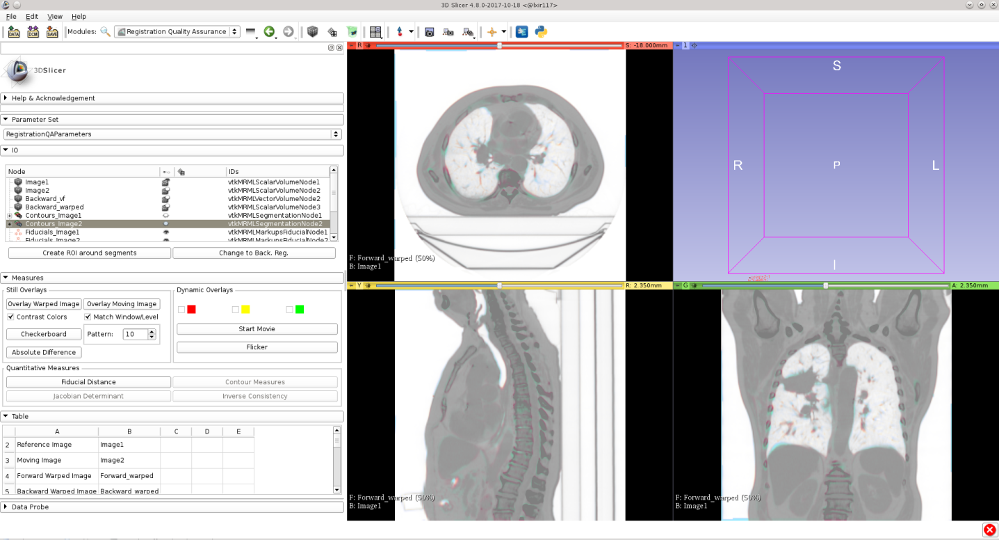 3D Slicer 4.8.0-2017-10-18 <@lxir117>
File Edit View Help
DATA DCM SAVE Modules: Registration Quality Assurance
3DSlicer
Help & Acknowledgement
Parameter Set
RegistrationQAParameters
IO
Node IDs
Image1 vtkMRMLScalarVolumeNode1
Image2 vtkMRMLScalarVolumeNode2
Backward_vf vtkMRMLVectorVolumeNode2
Backward_warped vtkMRMLScalarVolumeNode3
Contours_Image1 vtkMRMLSegmentationNode1
Contours_Image2 vtkMRMLSegmentationNode2
Fiducials_Image1 vtkMRMLMarkupsFiducialNode1
Fiducials_Image2 vtkMRMLMarkupsFiducialNode2
Create ROI around segments Change to Back. Reg.
Measures
Still Overlays Dynamic Overlays
Overlay Warped Image Overlay Moving Image
Contrast Colors Match Window/Level
Checkerboard Pattern: 10 Start Movie
Absolute Difference Flicker
Quantitative Measures
Fiducial Distance Contour Measures
Jacobian Determinant Inverse Consistency
Table
A B C D E
2 Reference Image Image1
3 Moving Image Image2
4 Forward Warped Image Forward_warped
5 Backward Warped Image Backward_warped
Data Probe
R S: -18.000mm
F: Forward_warped (50%)
B: Image1
1
S
R P L
I
Y R: 2.350mm
F: Forward_warped (50%)
B: Image1
G A: 2.350mm
F: Forward_warped (50%)
B: Image1